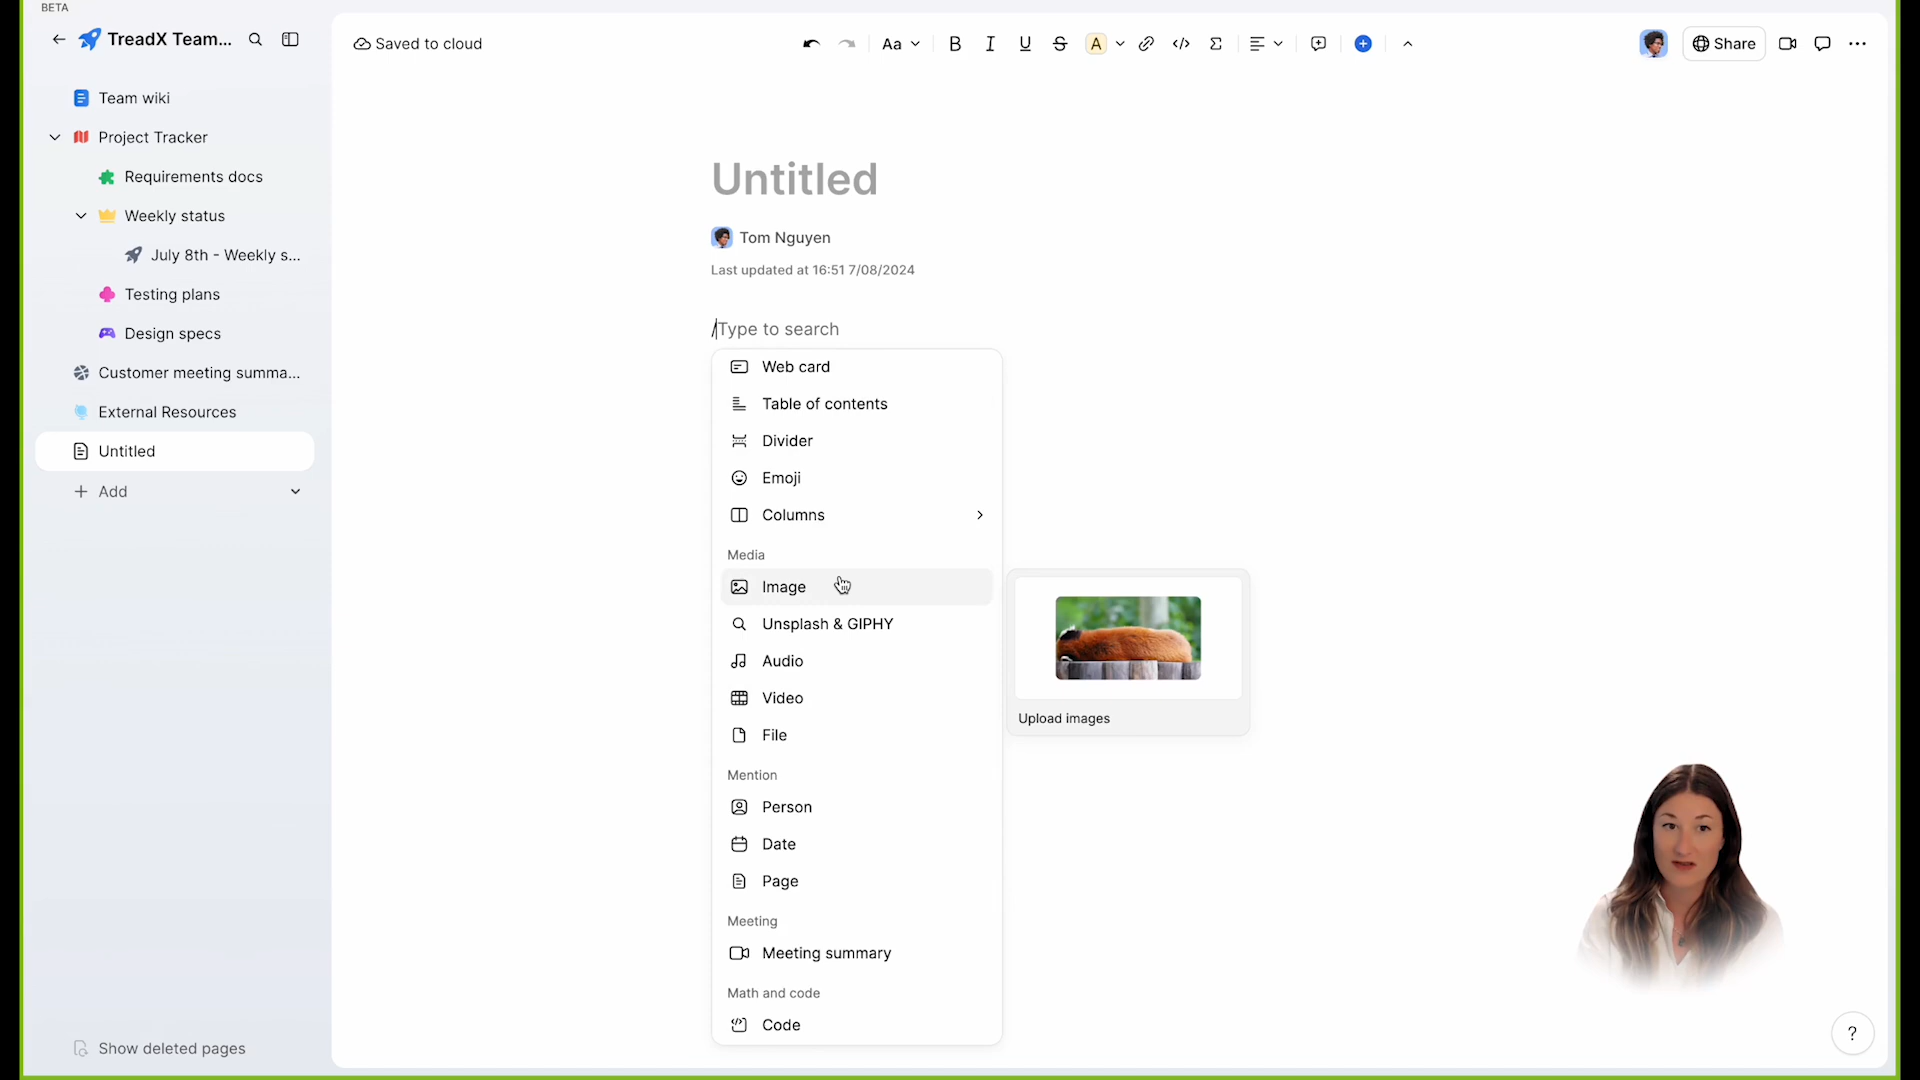 BETA
TreadX Team...
Saved to cloud
Aa
B
I
U
S
A
Share
Team wiki
Project Tracker
Requirements docs
Weekly status
July 8th - Weekly s...
Testing plans
Design specs
Customer meeting summa...
External Resources
Untitled
Add
Show deleted pages
Untitled
Tom Nguyen
Last updated at 16:51 7/08/2024
/Type to search
Web card
Table of contents
Divider
Emoji
Columns
Media
Image
Unsplash & GIPHY
Audio
Video
File
Mention
Person
Date
Page
Meeting
Meeting summary
Math and code
Code
Upload images
?